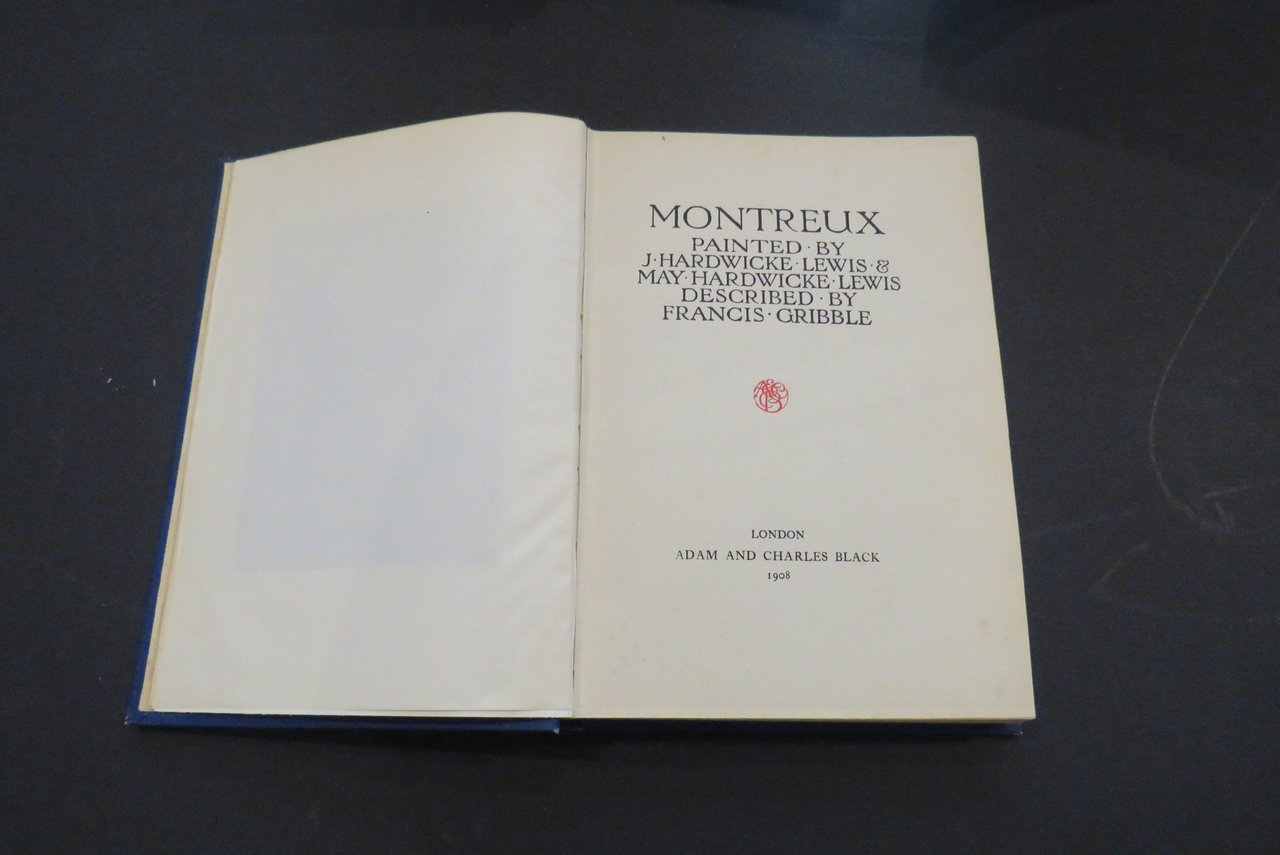 MONTREUX
PAINTED · BY
J · HARDWICKE · LEWIS · &
MAY · HARDWICKE · LEWIS
DESCRIBED · BY
FRANCIS · GRIBBLE
LONDON
ADAM AND CHARLES BLACK
1908